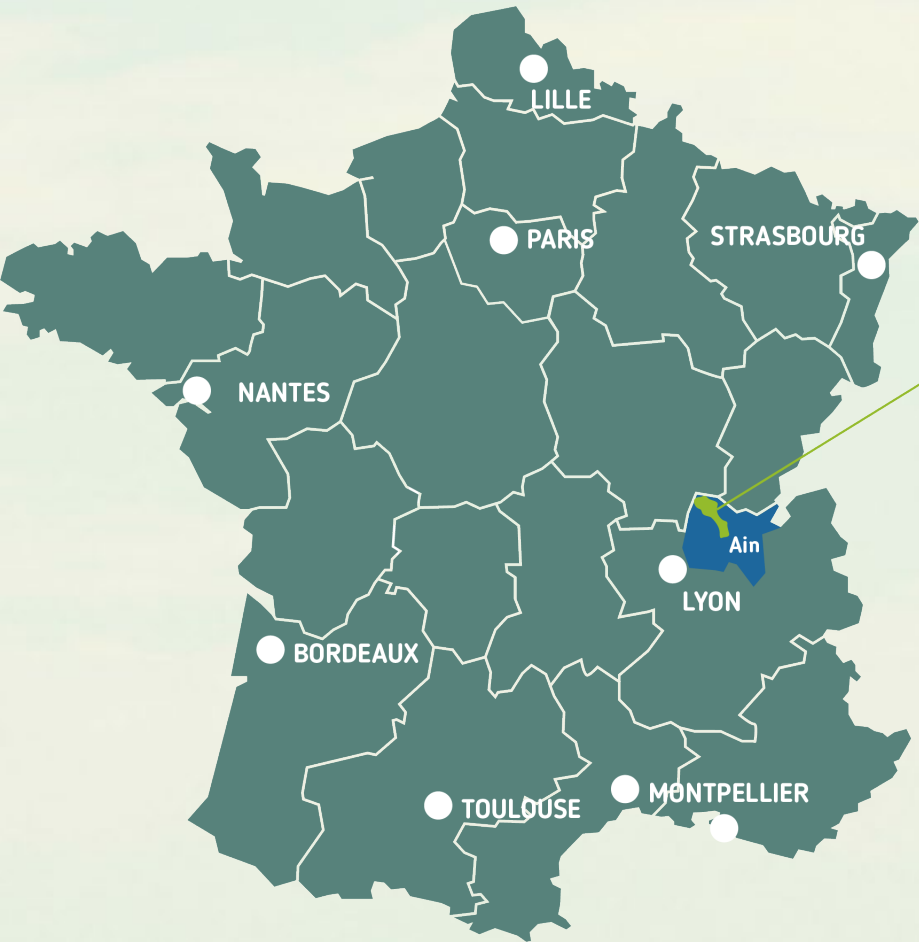 LILLE
PARIS
STRASBOURG
NANTES
Ain
LYON
BORDEAUX
MONTPELLIER
TOULOUSE